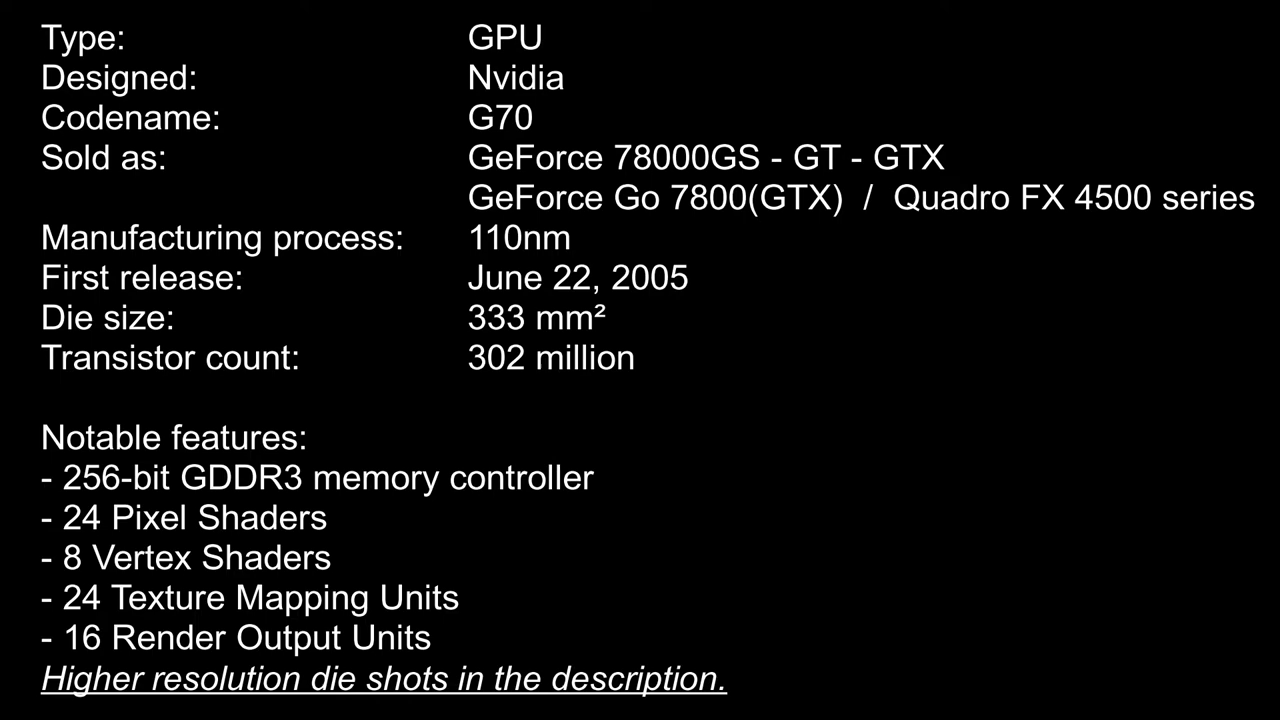 Type: GPU
Designed: Nvidia
Codename: G70
Sold as: GeForce 78000GS - GT - GTX
GeForce Go 7800(GTX) / Quadro FX 4500 series
Manufacturing process: 110nm
First release: June 22, 2005
Die size: 333 mm²
Transistor count: 302 million
Notable features:
- 256-bit GDDR3 memory controller
- 24 Pixel Shaders
- 8 Vertex Shaders
- 24 Texture Mapping Units
- 16 Render Output Units
Higher resolution die shots in the description.